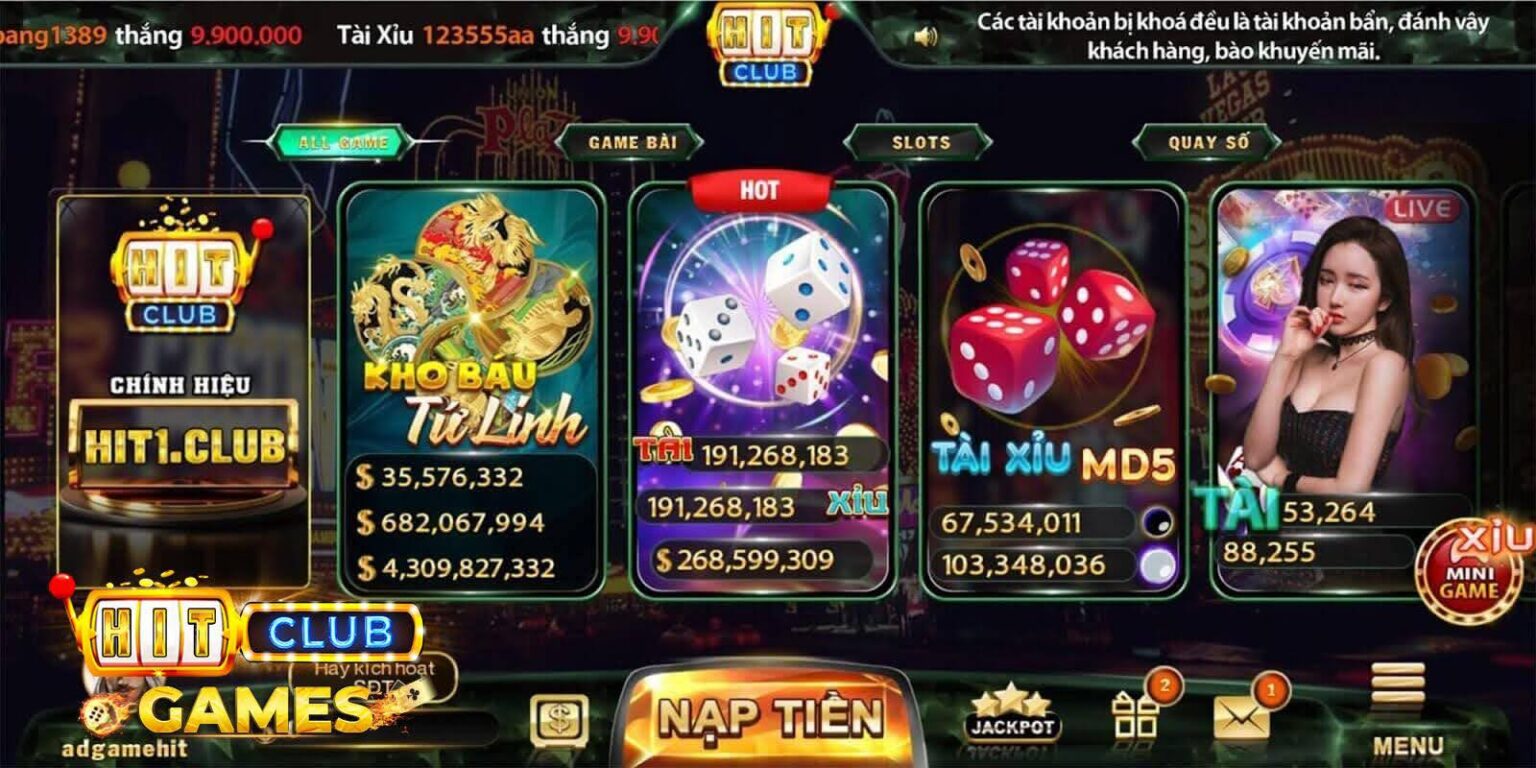 thắng 9.900.000 Tài Xỉu 123555aa thắng
HIT
CLUB
Các tài khoản bị khoá đều là tài khoản bẩn, đánh vây
khách hàng, bào khuyến mãi.
ALL GAME
GAME BÀI
SLOTS
QUAY SỐ
HIT
CLUB
CHÍNH HIỆU
HIT1.CLUB
KHO BÁU
Tứ Linh
$ 35,576,332
$ 682,067,994
$ 4,309,827,332
HOT
TÀI 191,268,183
191,268,183 XỈU
$ 268,599,309
TÀI XỈU MD5
67,534,011
103,348,036
LIVE
TÀI 53,264
88,255
XỈU
MINI
GAME
HIT CLUB
Hãy kích hoạt
SĐT
GAMES
adgamehit
$
NẠP TIỀN
JACKPOT
2
1
MENU